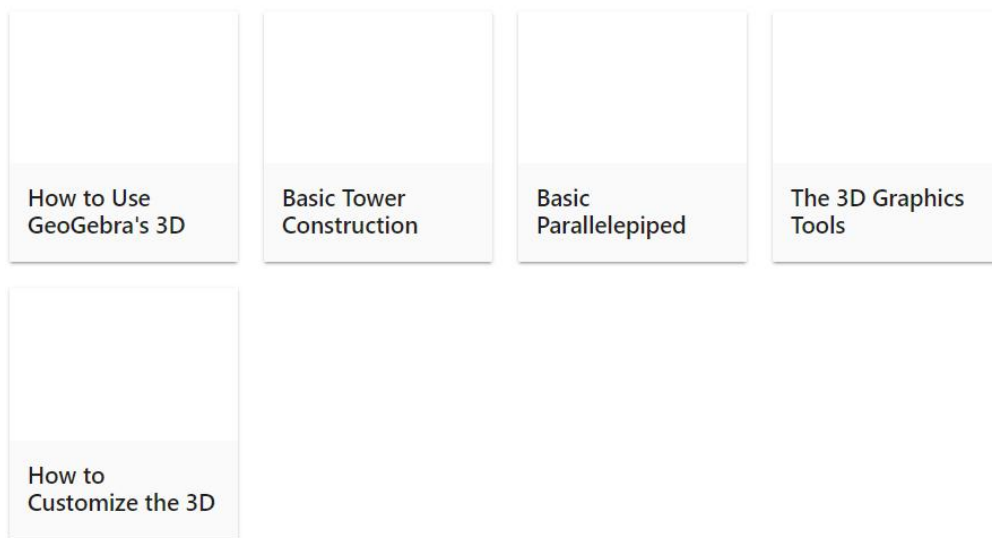 How to Use
GeoGebra's 3D
Basic Tower
Construction
Basic
Parallelepiped
The 3D Graphics
Tools
How to
Customize the 3D